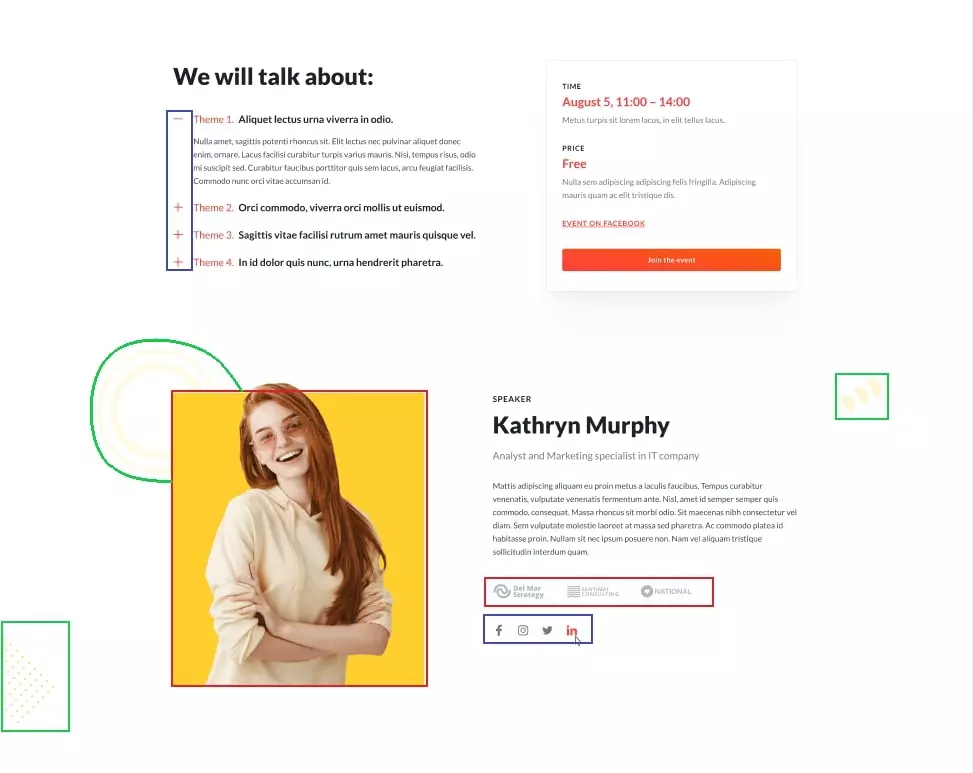 We will talk about:
Theme 1. Aliquet lectus urna viverra in odio.
Nulla amet, sagittis potenti rhoncus sit. Elit lectus nec pulvinar aliquet donec
enim, ornare. Lacus facilisi curabitur turpis varius mauris. Nisi, tempus risus, odio
mi suscipit sed. Curabitur faucibus porttitor quis sem lacus, arcu feugiat facilisis.
Commodo nunc orci vitae accumsan id.
Theme 2. Orci commodo, viverra orci mollis ut euismod.
Theme 3. Sagittis vitae facilisi rutrum amet mauris quisque vel.
Theme 4. In id dolor quis nunc, urna hendrerit pharetra.
TIME
August 5, 11:00 – 14:00
Metus turpis sit lorem lacus, in elit tellus lacus.
PRICE
Free
Nulla sem adipiscing adipiscing felis fringilla. Adipiscing
mauris quam ac elit tristique dis.
EVENT ON FACEBOOK
Join the event
SPEAKER
Kathryn Murphy
Analyst and Marketing specialist in IT company
Mattis adipiscing aliquam eu proin metus a iaculis faucibus. Tempus curabitur
venenatis, vulputate venenatis fermentum ante. Nisl, amet id semper semper quis
commodo, consequat. Massa rhoncus sit morbi odio. Sit maecenas nibh consectetur vel
diam. Sem vulputate molestie laoreet at massa sed pharetra. Ac commodo platea id
habitasse proin. Nullam sit nec ipsum posuere non. Nam vel aliquam tristique
sollicitudin interdum quam.
Del Mar
Strategy
SENTINAL
CONSULTING
NATIONAL